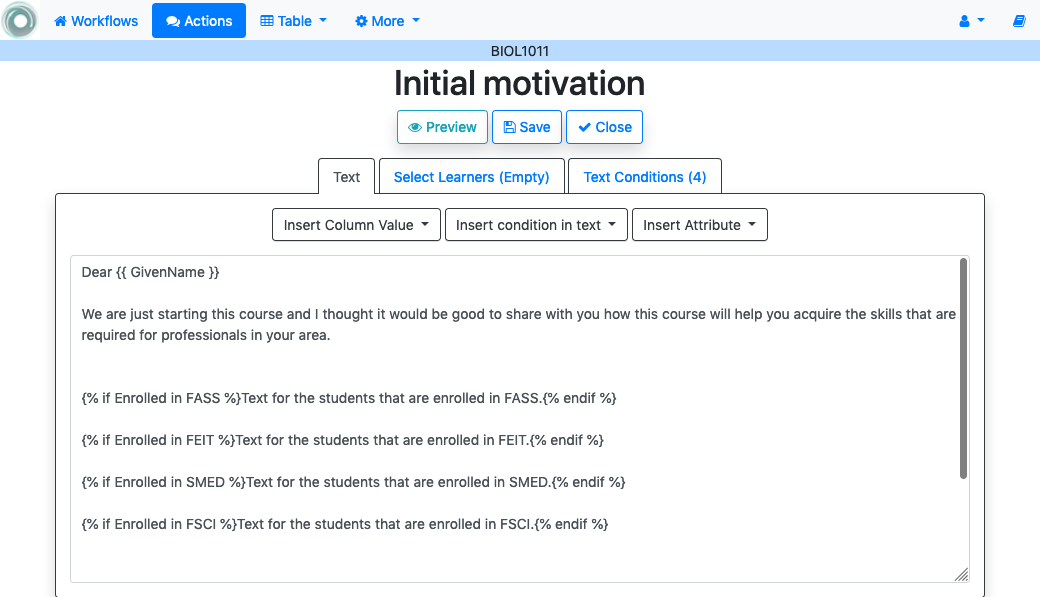 Workflows Actions Table More
BIOL1011
Initial motivation
Preview Save Close
Text Select Learners (Empty) Text Conditions (4)
Insert Column Value Insert condition in text Insert Attribute
Dear {{ GivenName }}
We are just starting this course and I thought it would be good to share with you how this course will help you acquire the skills that are
required for professionals in your area.
{% if Enrolled in FASS %}Text for the students that are enrolled in FASS.{% endif %}
{% if Enrolled in FEIT %}Text for the students that are enrolled in FEIT.{% endif %}
{% if Enrolled in SMED %}Text for the students that are enrolled in SMED.{% endif %}
{% if Enrolled in FSCI %}Text for the students that are enrolled in FSCI.{% endif %}